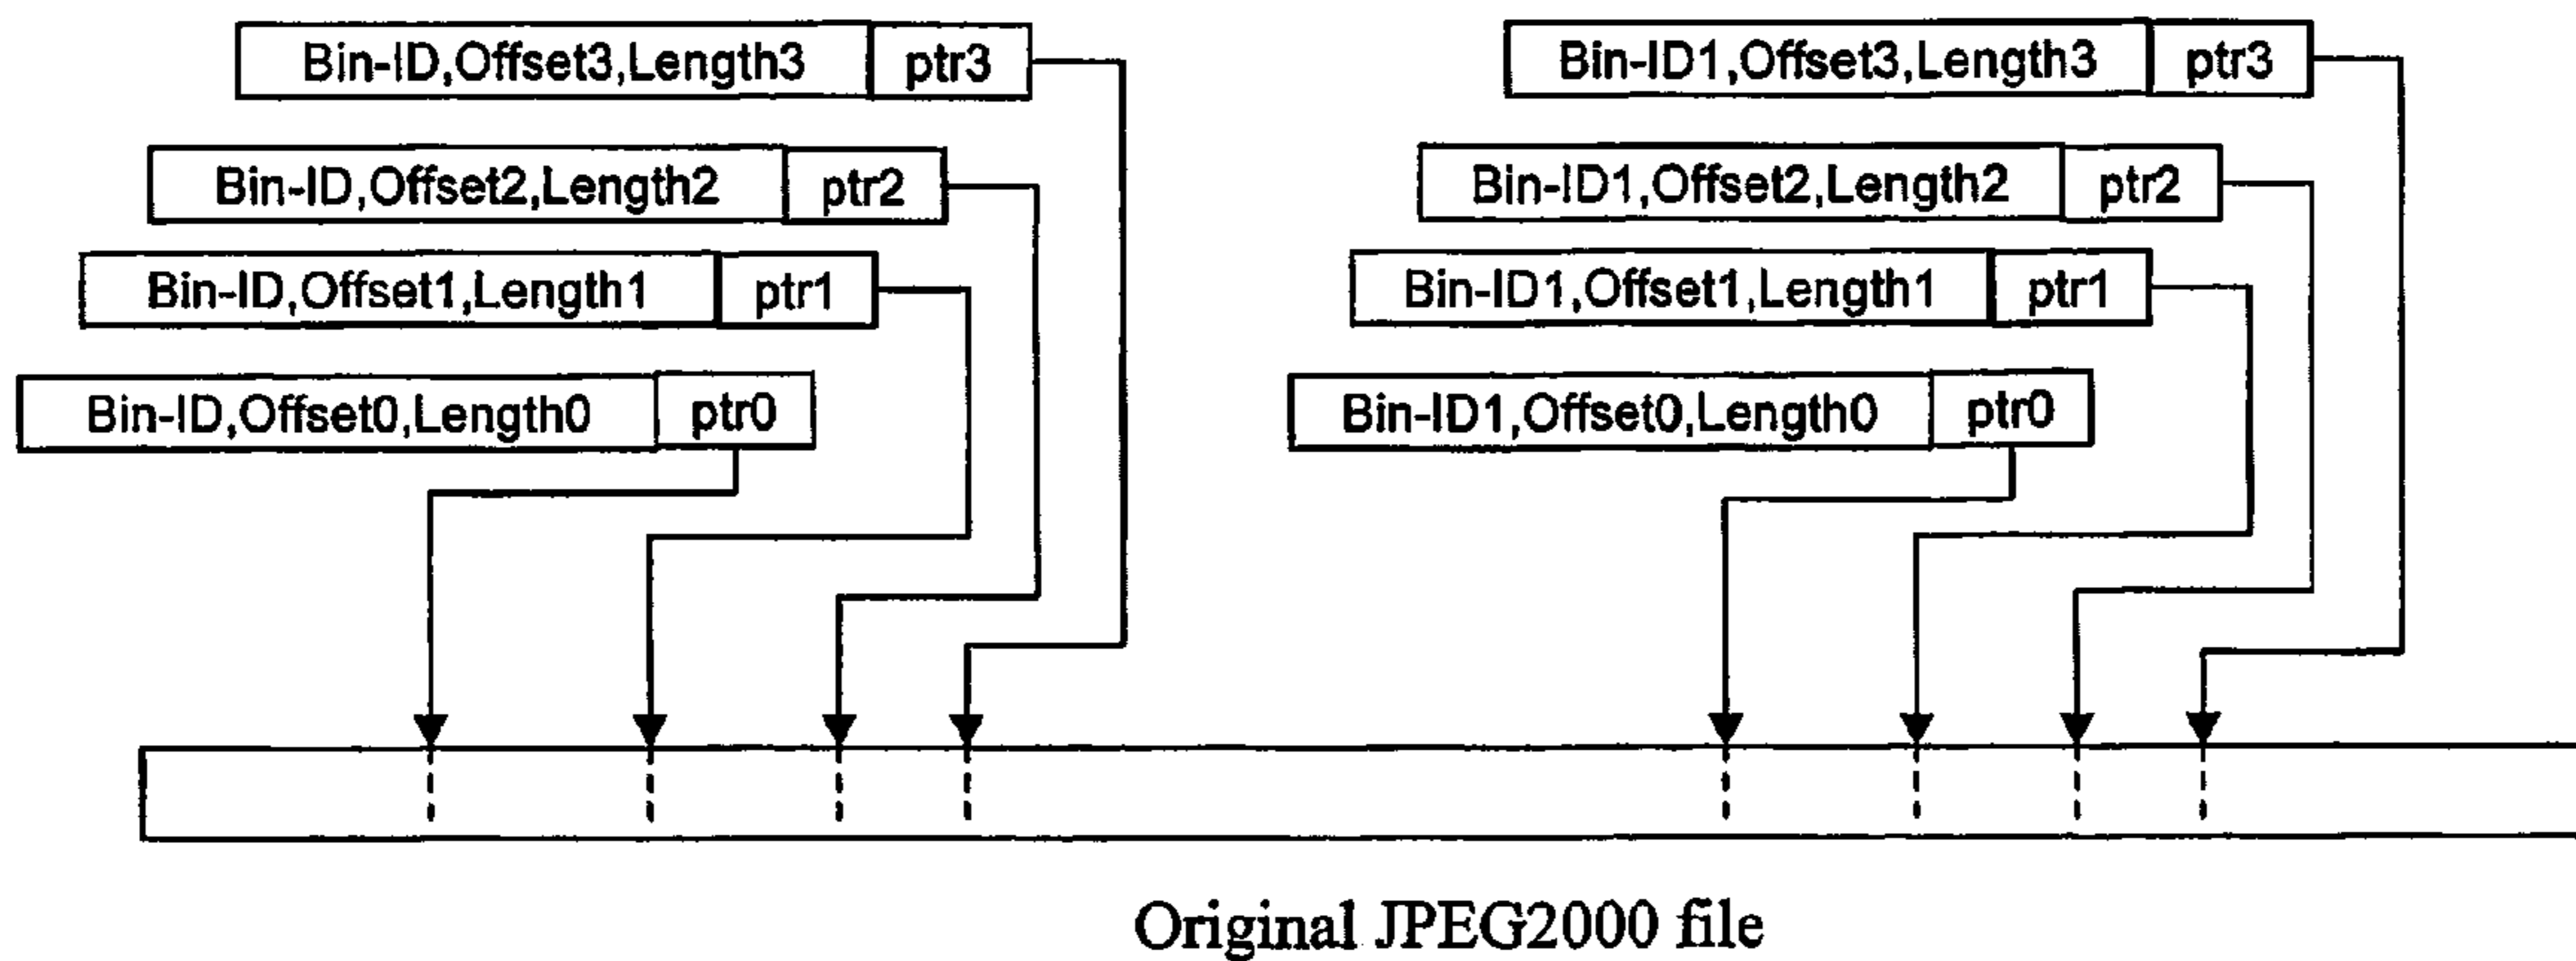 Bin-ID,Offset3,Length3 ptr3
Bin-ID,Offset2,Length2 ptr2
Bin-ID,Offset1,Length1 ptr1
Bin-ID,Offset0,Length0 ptr0
Bin-ID1,Offset3,Length3 ptr3
Bin-ID1,Offset2,Length2 ptr2
Bin-ID1,Offset1,Length1 ptr1
Bin-ID1,Offset0,Length0 ptr0
Original JPEG2000 file